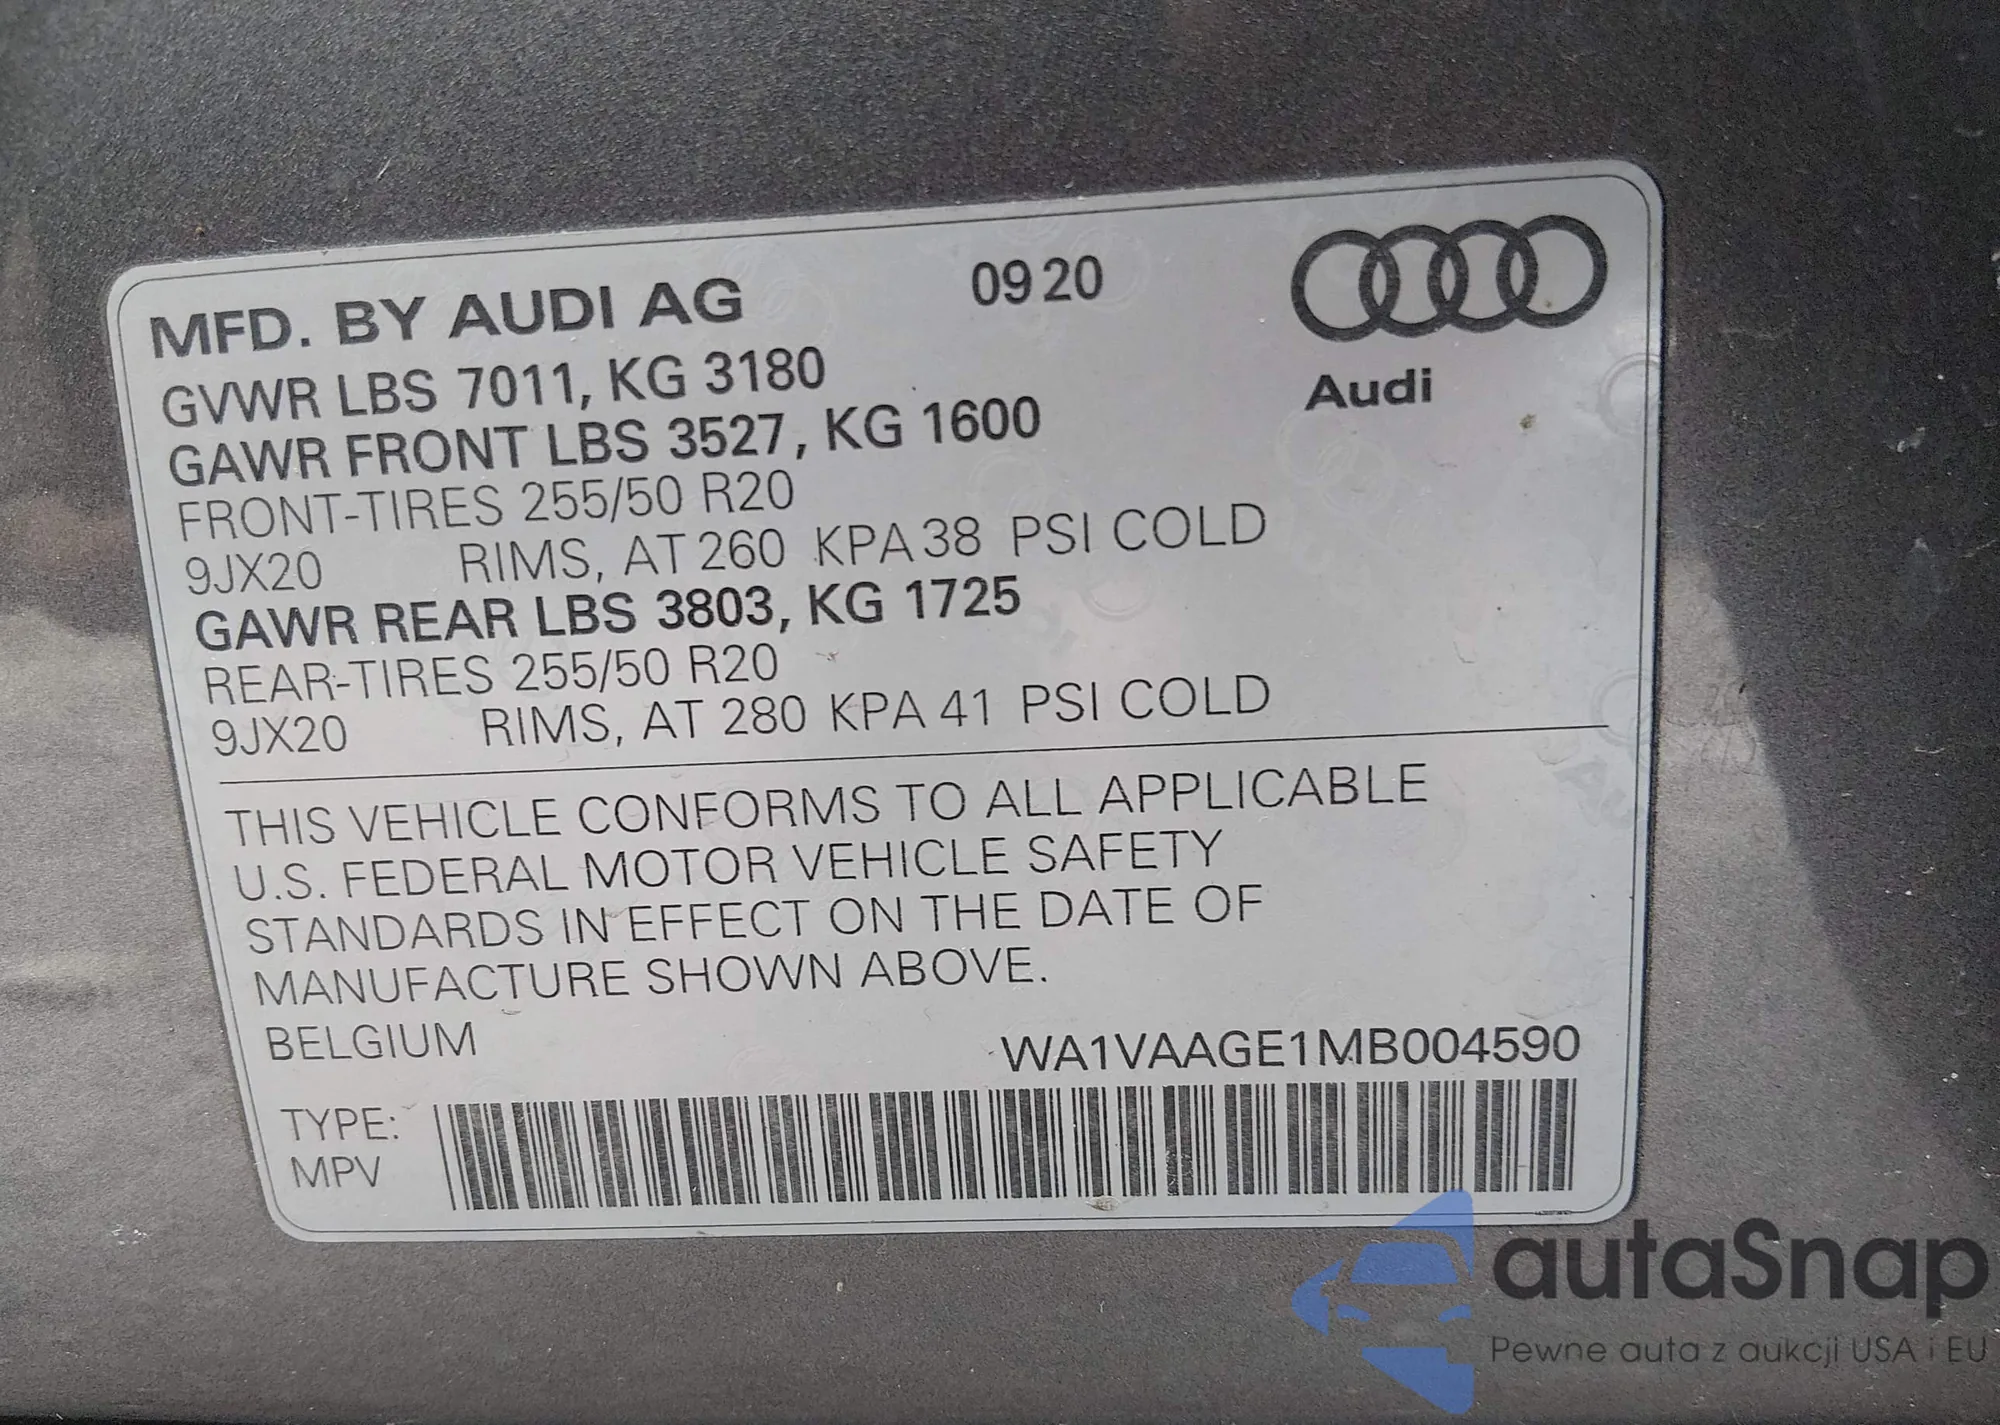 MFD. BY AUDI AG 09 20
Audi
GVWR LBS 7011, KG 3180
GAWR FRONT LBS 3527, KG 1600
FRONT-TIRES 255/50 R20
9JX20 RIMS, AT 260 KPA 38 PSI COLD
GAWR REAR LBS 3803, KG 1725
REAR-TIRES 255/50 R20
9JX20 RIMS, AT 280 KPA 41 PSI COLD
THIS VEHICLE CONFORMS TO ALL APPLICABLE
U.S. FEDERAL MOTOR VEHICLE SAFETY
STANDARDS IN EFFECT ON THE DATE OF
MANUFACTURE SHOWN ABOVE.
BELGIUM WA1VAAGE1MB004590
TYPE:
MPV
autaSnap
Pewne auta z aukcji USA i EU